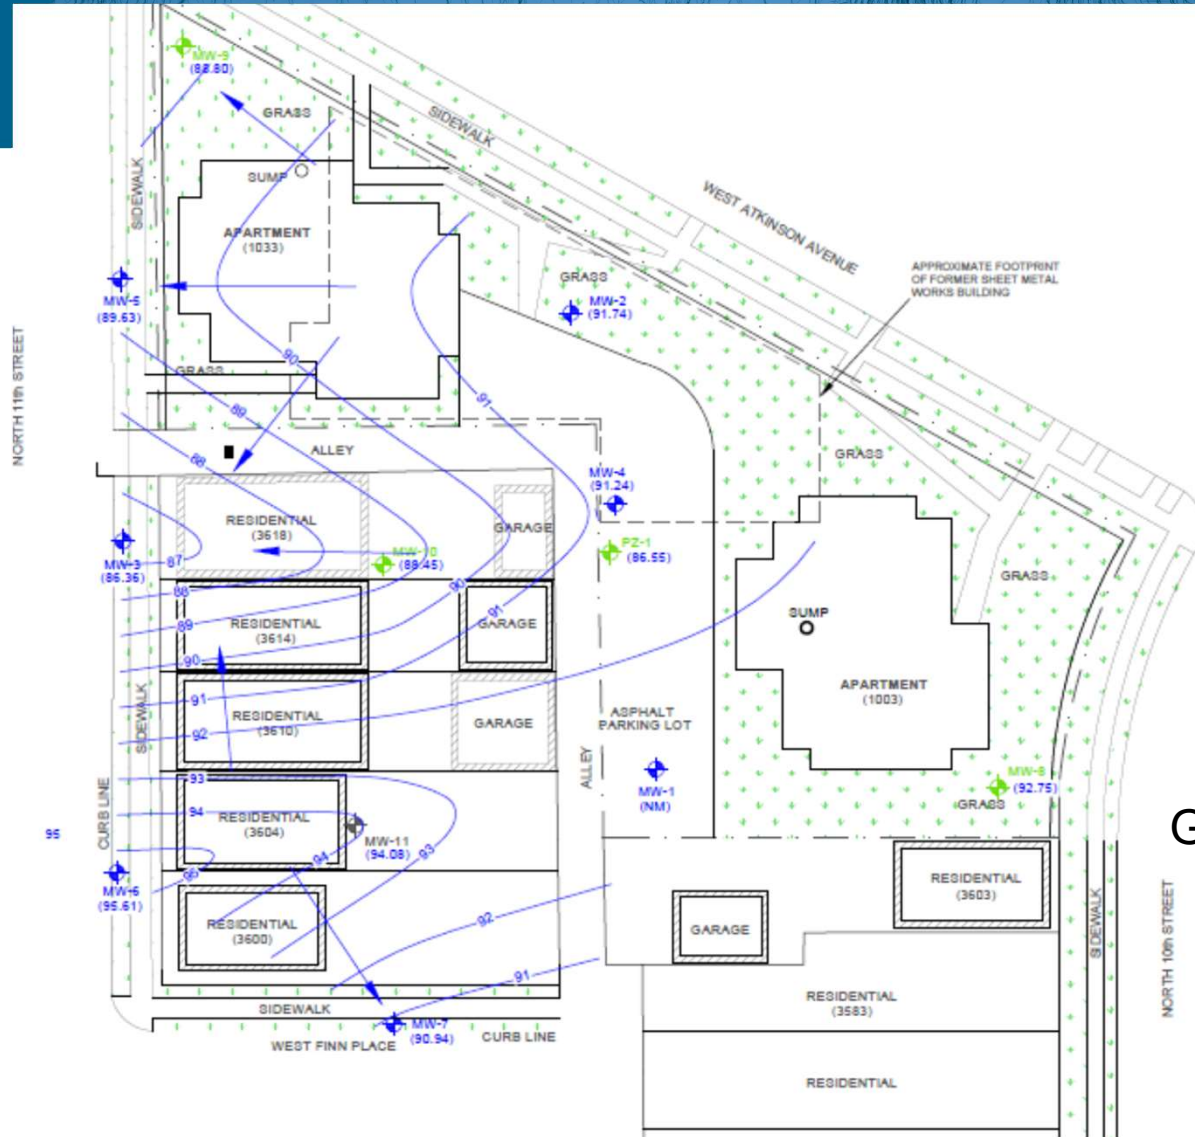 MW-9
(88.80)
GRASS
SIDEWALK
SIDEWALK
SUMP
APARTMENT
(1033)
WEST ATKINSON AVENUE
APPROXIMATE FOOTPRINT
OF FORMER SHEET METAL
WORKS BUILDING
GRASS
MW-2
(91.74)
MW-5
(89.63)
NORTH 11th STREET
GRASS
90
89
91
88
ALLEY
GRASS
MW-4
(91.24)
RESIDENTIAL
(3618)
GARAGE
PZ-1
(86.55)
MW-10
(88.45)
MW-3
(86.36)
87
88
GRASS
90
91
89
RESIDENTIAL
(3614)
GARAGE
SUMP
90
91
APARTMENT
(1003)
SIDEWALK
92
RESIDENTIAL
(3610)
GARAGE
ASPHALT
PARKING LOT
ALLEY
MW-1
(NM)
MW-8
(92.75)
GRASS
93
94
RESIDENTIAL
(3604)
MW-11
(94.08)
CURB LINE
95
G
94
93
95
MW-6
(95.61)
RESIDENTIAL
(3600)
92
RESIDENTIAL
(3603)
GARAGE
SIDEWALK
NORTH 10th STREET
91
SIDEWALK
RESIDENTIAL
(3583)
MW-7
(90.94)
CURB LINE
WEST FINN PLACE
RESIDENTIAL